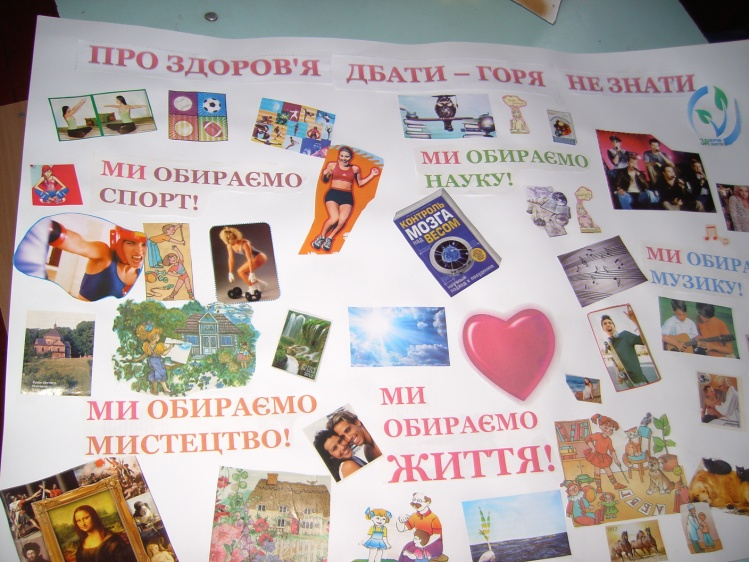 ПРО ЗДОРОВ'Я ДБАТИ – ГОРЯ НЕ ЗНАТИ
МИ ОБИРАЄМО
СПОРТ!
МИ ОБИРАЄМО
НАУКУ!
КОНТРОЛЬ
МОЗГА
НАД
ВЕСОМ
МИ ОБИРА
МУЗИКУ!
МИ ОБИРАЄМО
МИСТЕЦТВО!
МИ
ОБИРАЄМО
ЖИТТЯ!